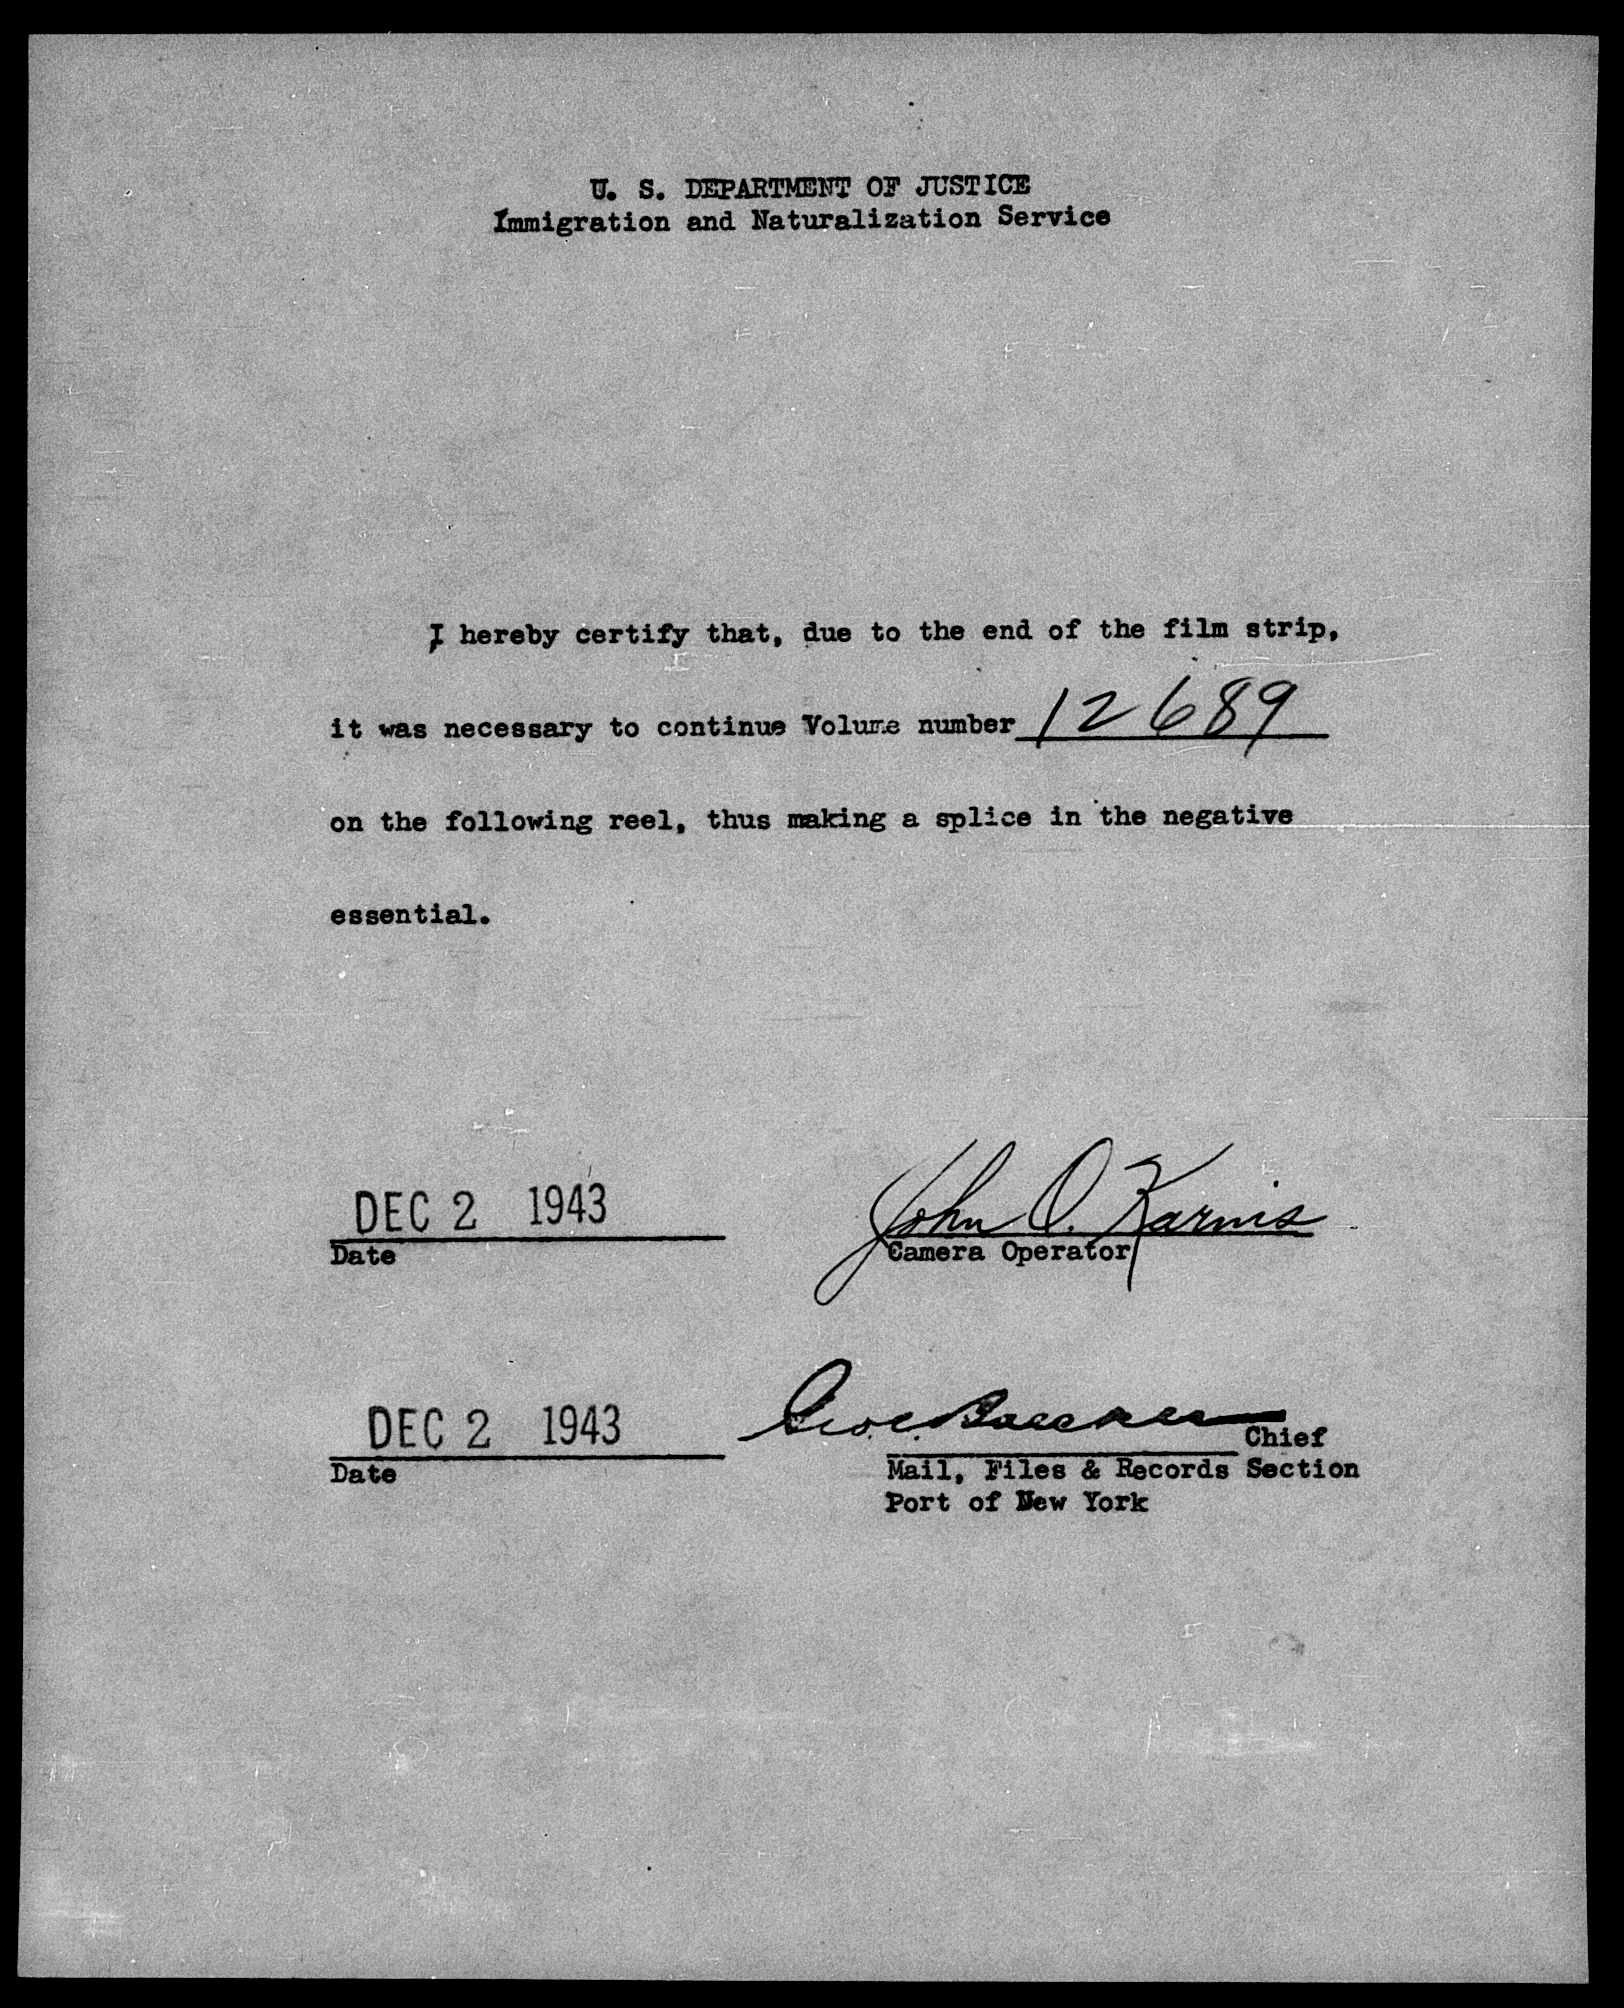 U. S. DEPARTMENT OF JUSTICE
Immigration and Naturalization Service
I hereby certify that, due to the end of the film strip,
it was necessary to continue Volume number 12689
on the following reel, thus making a splice in the negative
essential.
DEC 2 1943
Date
John O. Karnis
Camera Operator
DEC 2 1943
Date
Chief
Mail, Files & Records Section
Port of New York